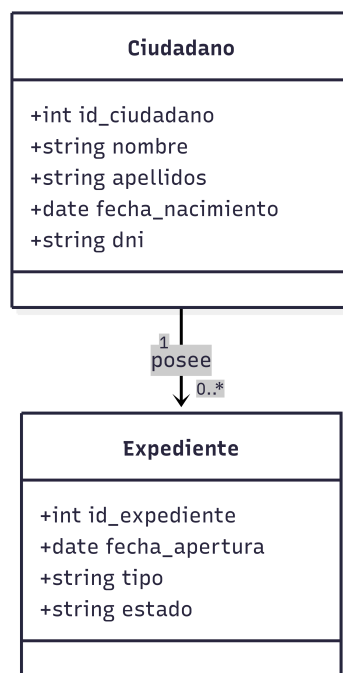 Ciudadano
+int id_ciudadano
+string nombre
+string apellidos
+date fecha_nacimiento
+string dni
1
posee
0..*
Expediente
+int id_expediente
+date fecha_apertura
+string tipo
+string estado